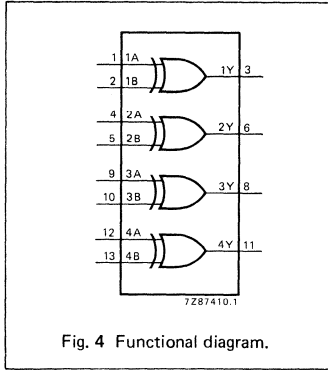 1 1A
1Y 3
2 1B
4 2A
2Y 6
5 2B
9 3A
3Y 8
10 3B
12 4A
4Y 11
13 4B
7Z87410.1
Fig. 4 Functional diagram.